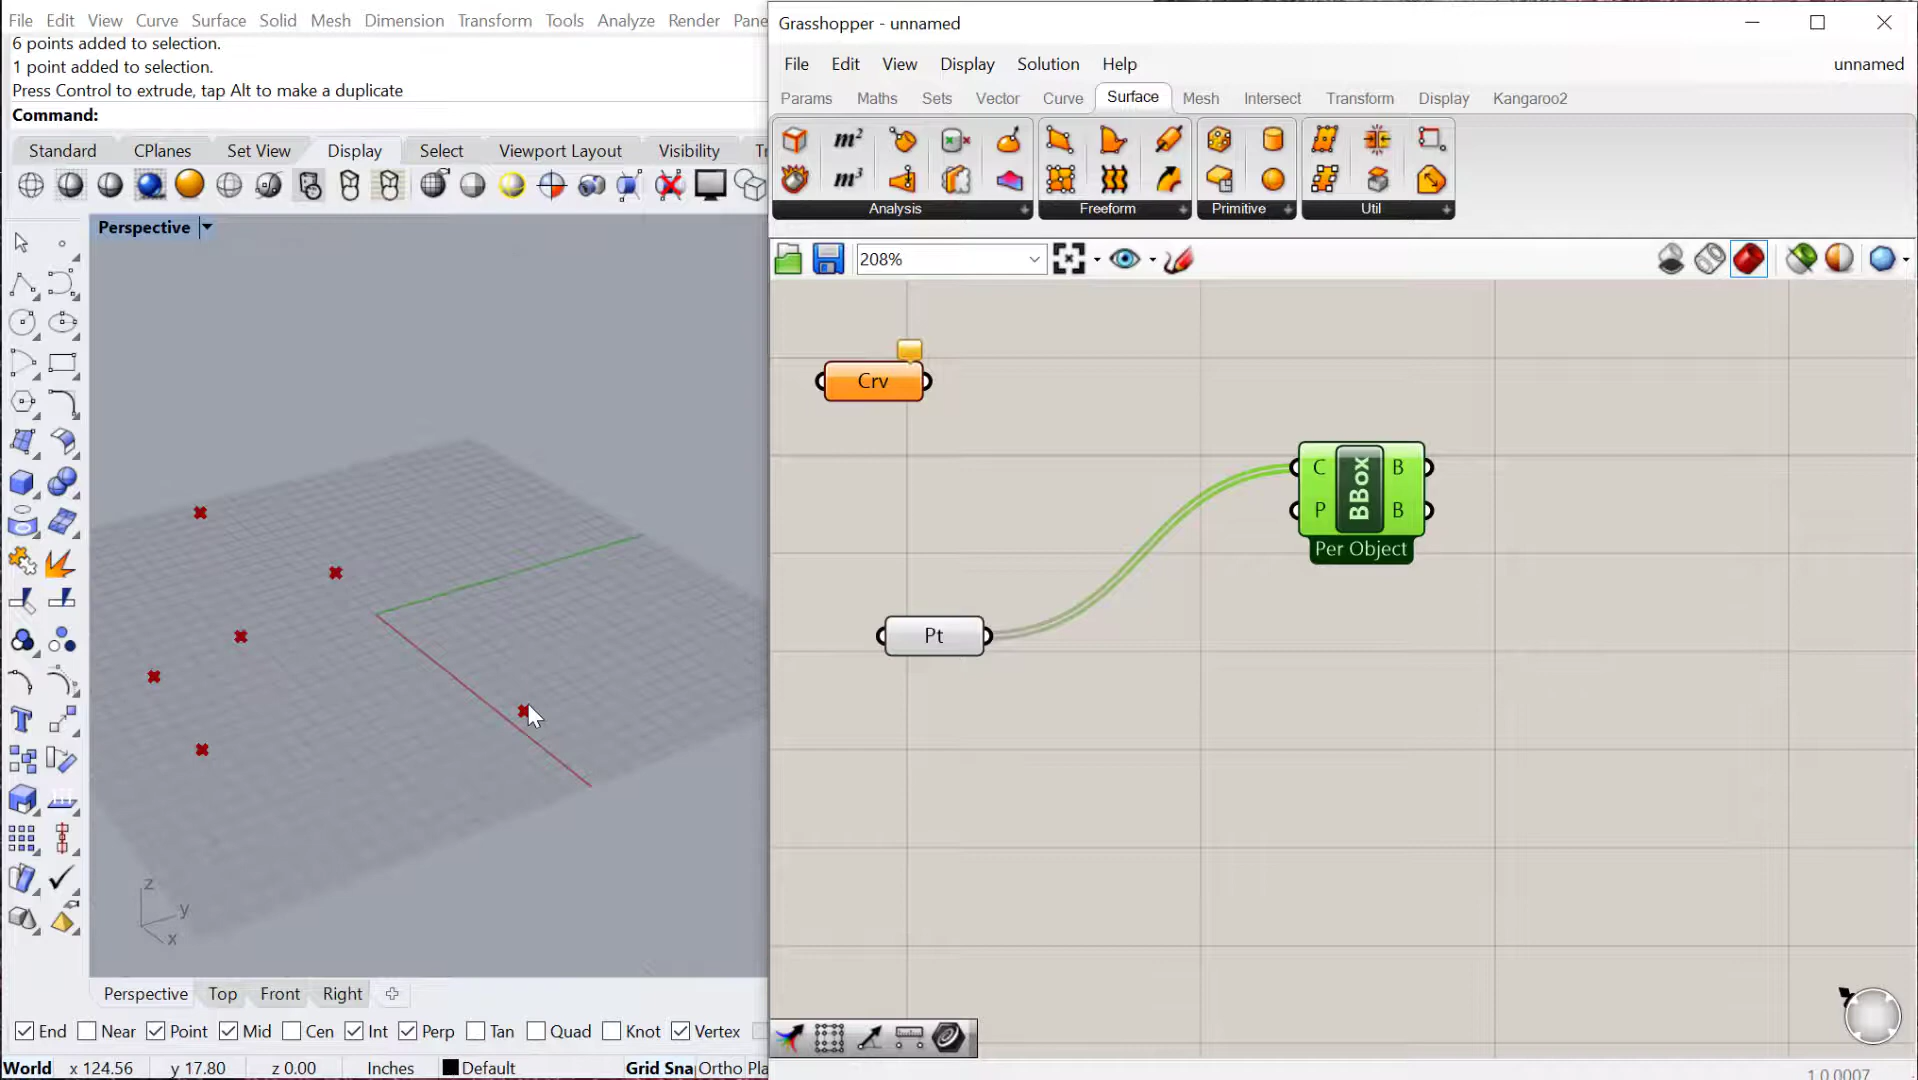 File Edit View Curve Surface Solid Mesh Dimension Transform Tools Analyze Render Pane
6 points added to selection.
1 point added to selection.
Press Control to extrude, tap Alt to make a duplicate
Command:
Standard CPlanes Set View Display Select Viewport Layout Visibility
Perspective
z
y
x
Perspective Top Front Right
End Near Point Mid Cen Int Perp Tan Quad Knot Vertex
World x 124.56 y 17.80 z 0.00 Inches Default Grid Sna Ortho Pla
Grasshopper - unnamed
File Edit View Display Solution Help unnamed
Params Maths Sets Vector Curve Surface Mesh Intersect Transform Display Kangaroo2
m²
m³
Analysis Freeform Primitive Util
208%
Crv
C BBox B
P B
Per Object
Pt
1.0.0007